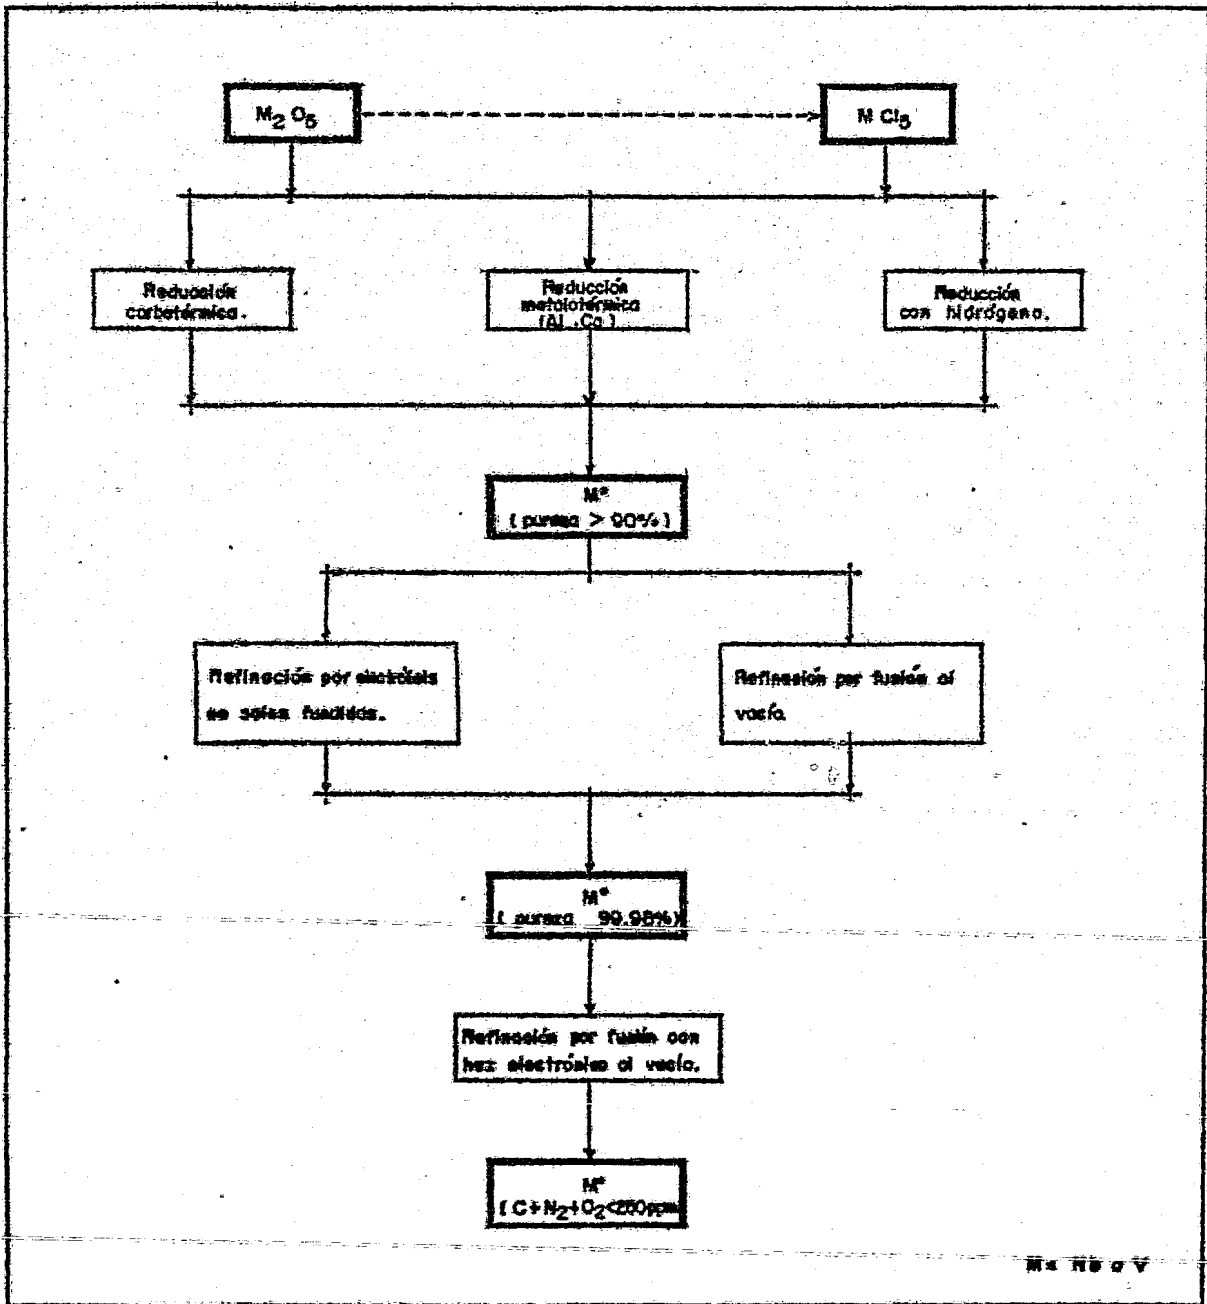 M2 O5
M Cl5
Reducción
carbotérmica.
Reducción
metalotérmica
(Al ,Ca )
Reducción
con hidrógeno.
M°
( pureza > 90% )
Refinación por electrólisis
en sales fundidas.
Refinación por fusión al
vacío.
M°
( pureza 99.98%)
Refinación por fusión con
haz electrónico al vacío.
M°
( C+N2+O2<250ppm
M= Nb o V